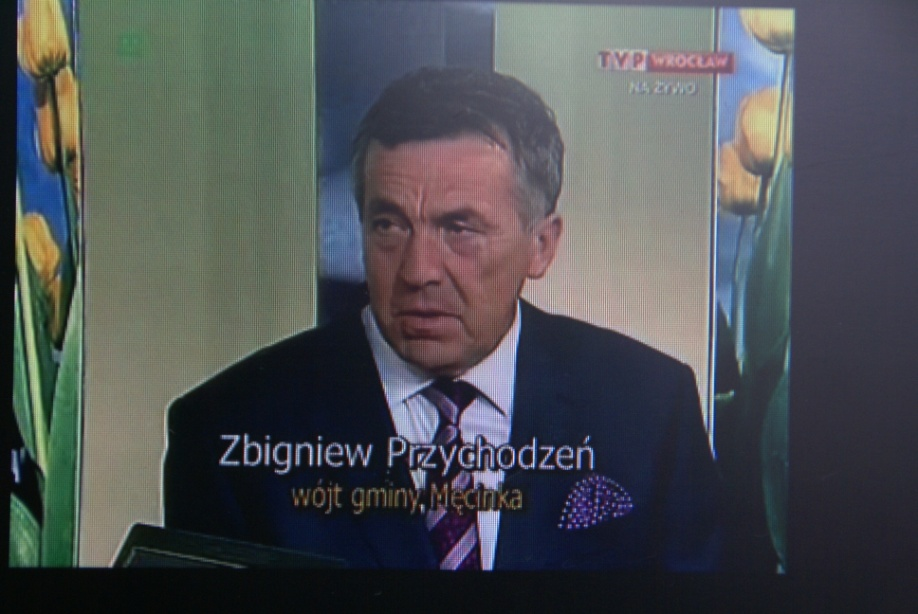 TVP WROCŁAW
NA ŻYWO
Zbigniew Przychodzeń
wójt gminy Męcinka